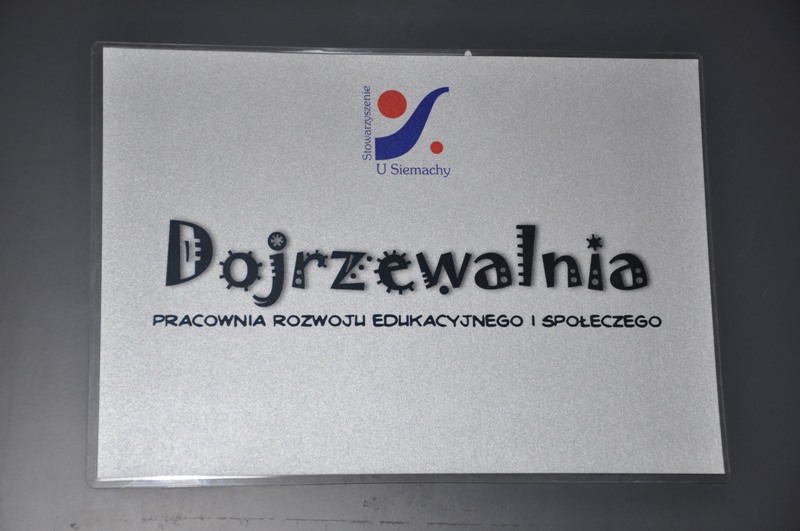 Stowarzyszenie
U Siemachy
Dojrzewalnia
PRACOWNIA ROZWOJU EDUKACYJNEGO I SPOŁECZEGO